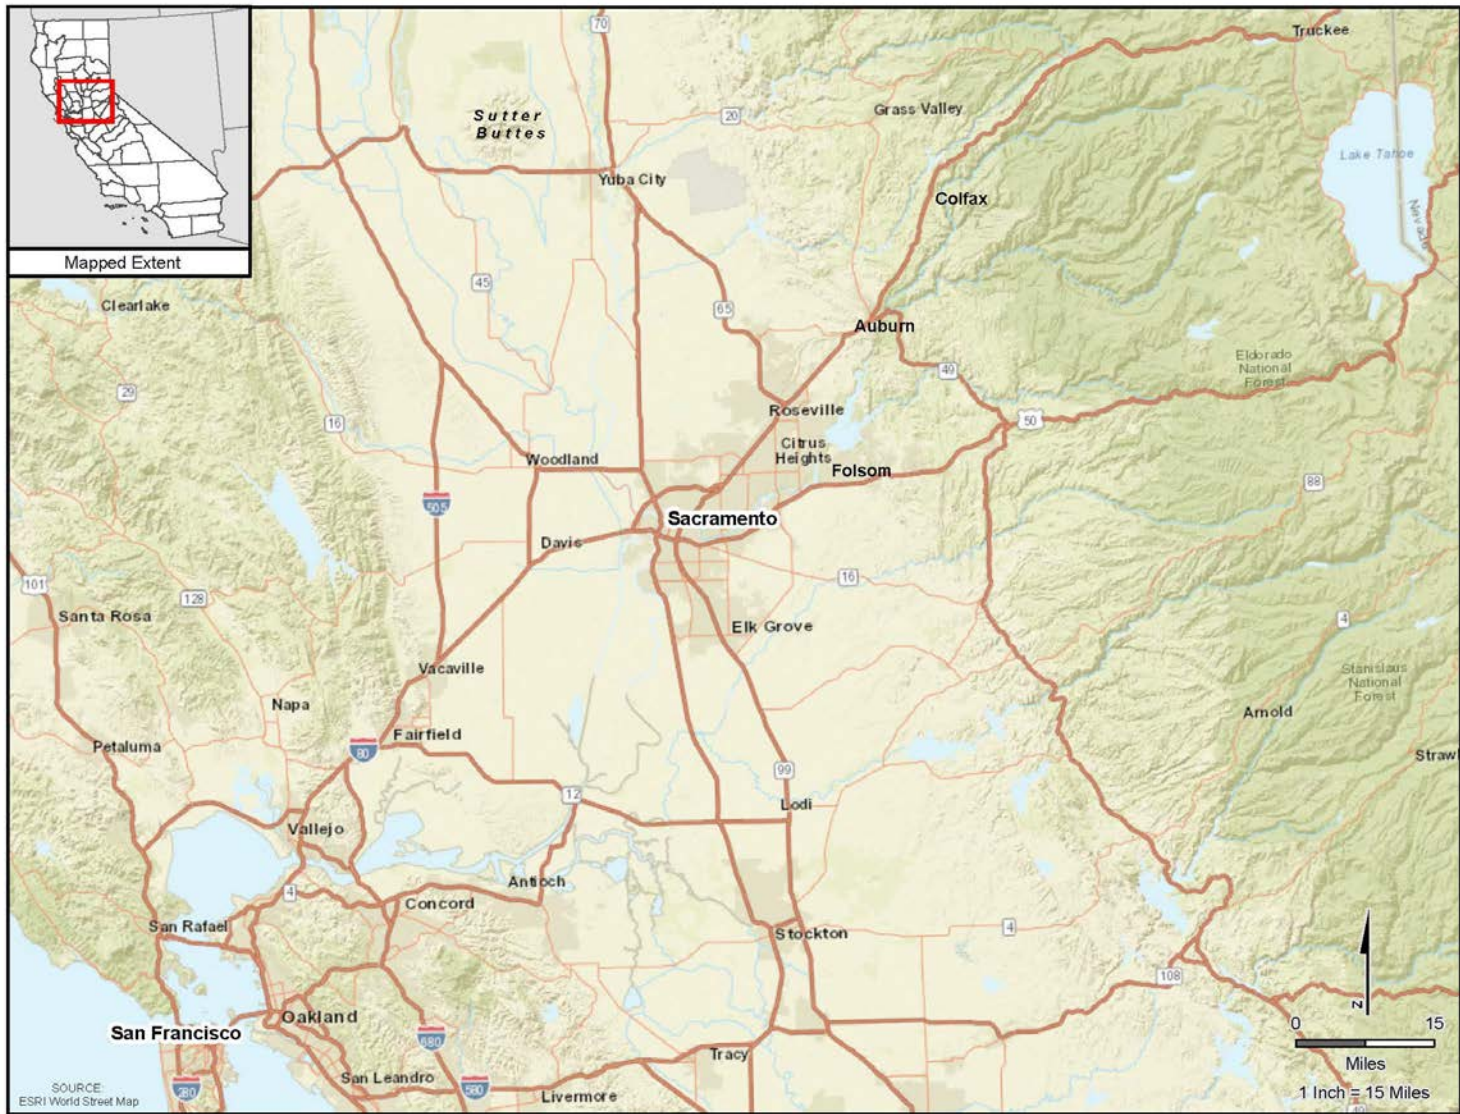 70
Truckee
Sutter
Buttes
20
Grass Valley
Lake Tahoe
Yuba City
Colfax
Nevada
Mapped Extent
Clearlake
45
65
Auburn
Eldorado
National
Forest
29
49
16
Roseville
50
Citrus
Heights
Woodland
Folsom
88
505
Sacramento
Davis
101
16
128
Santa Rosa
4
Elk Grove
Vacaville
Stanislaus
National
Forest
Napa
Arnold
Petaluma
Fairfield
80
Strawl
99
12
Lodi
Vallejo
Antioch
4
Concord
San Rafael
Stockton
4
108
N
San Francisco
Oakland
0
15
680
Tracy
Miles
San Leandro
SOURCE:
ESRI World Street Map
280
580
Livermore
1 Inch = 15 Miles